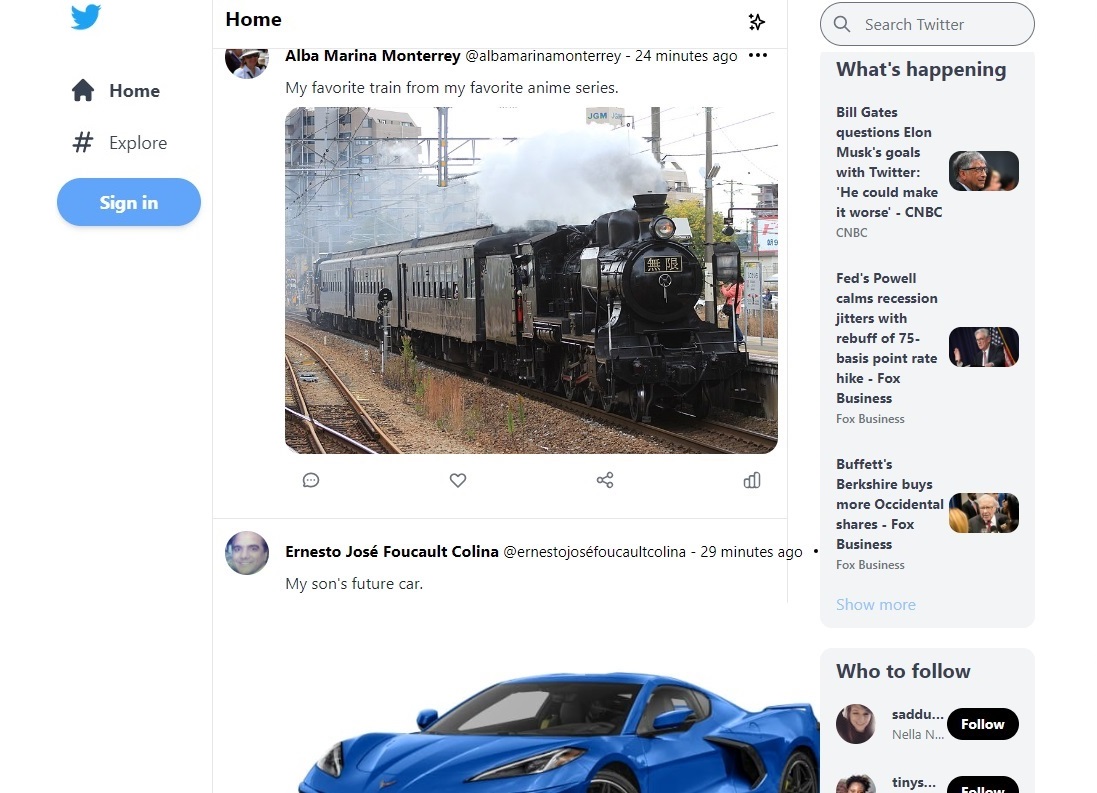 Home
Search Twitter
Home
Explore
Sign in
Alba Marina Monterrey @albamarinamonterrey - 24 minutes ago
My favorite train from my favorite anime series.
JGM
無限
Ernesto José Foucault Colina @ernestojoséfoucaultcolina - 29 minutes ago
My son's future car.
What's happening
Bill Gates
questions Elon
Musk's goals
with Twitter:
'He could make
it worse' - CNBC
CNBC
Fed's Powell
calms recession
jitters with
rebuff of 75-
basis point rate
hike - Fox
Business
Fox Business
Buffett's
Berkshire buys
more Occidental
shares - Fox
Business
Fox Business
Show more
Who to follow
saddu...
Nella N...
Follow
tinys...
Follow